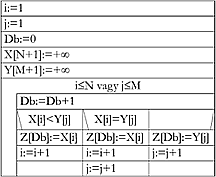 i:=1
j:=1
Db:=0
X[N+1]:=+∞
Y[M+1]:=+∞
i≤N vagy j≤M
Db:=Db+1
X[i]<Y[j] X[i]=Y[j]
Z[Db]:=X[i] Z[Db]:=X[i] Z[Db]:=Y[j]
i:=i+1 i:=i+1 j:=j+1
j:=j+1